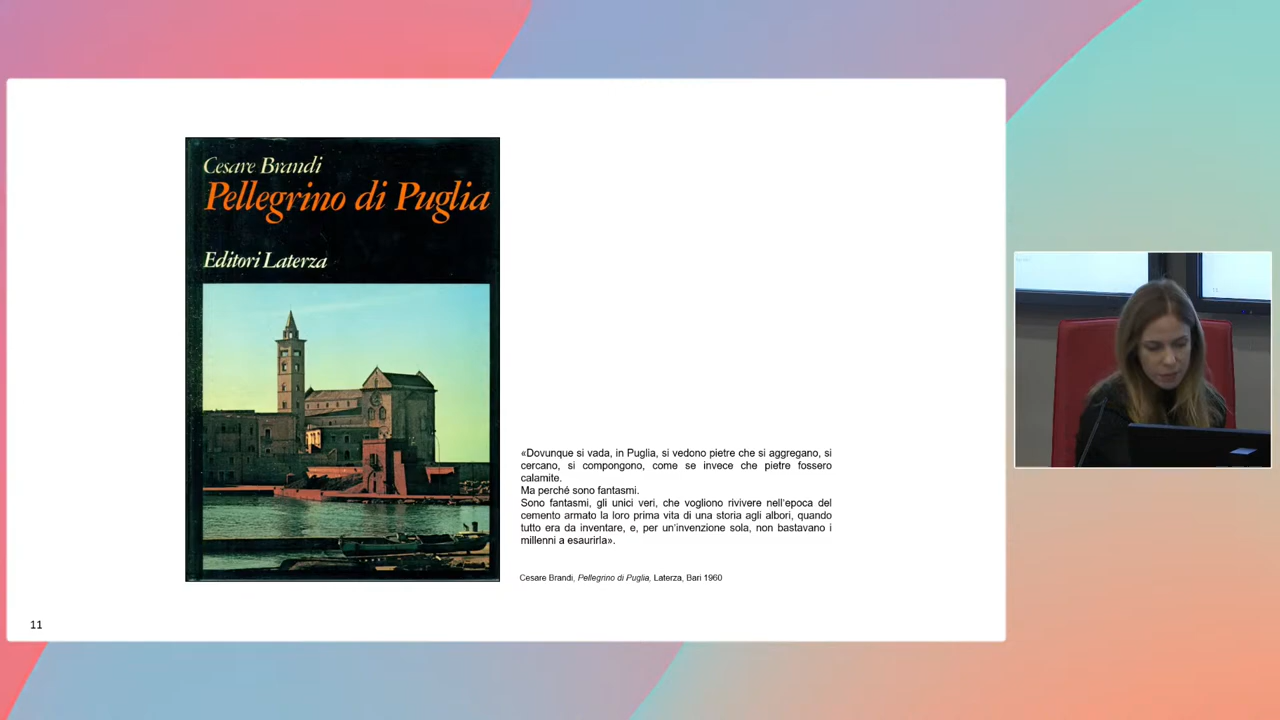 Cesare Brandi
Pellegrino di Puglia
Editori Laterza
«Dovunque si vada, in Puglia, si vedono pietre che si aggregano, si
cercano, si compongono, come se invece che pietre fossero
calamite.
Ma perché sono fantasmi.
Sono fantasmi, gli unici veri, che vogliono rivivere nell'epoca del
cemento armato la loro prima vita di una storia agli albori, quando
tutto era da inventare, e, per un'invenzione sola, non bastavano i
millenni a esaurirla».
Cesare Brandi, Pellegrino di Puglia, Laterza, Bari 1960
11